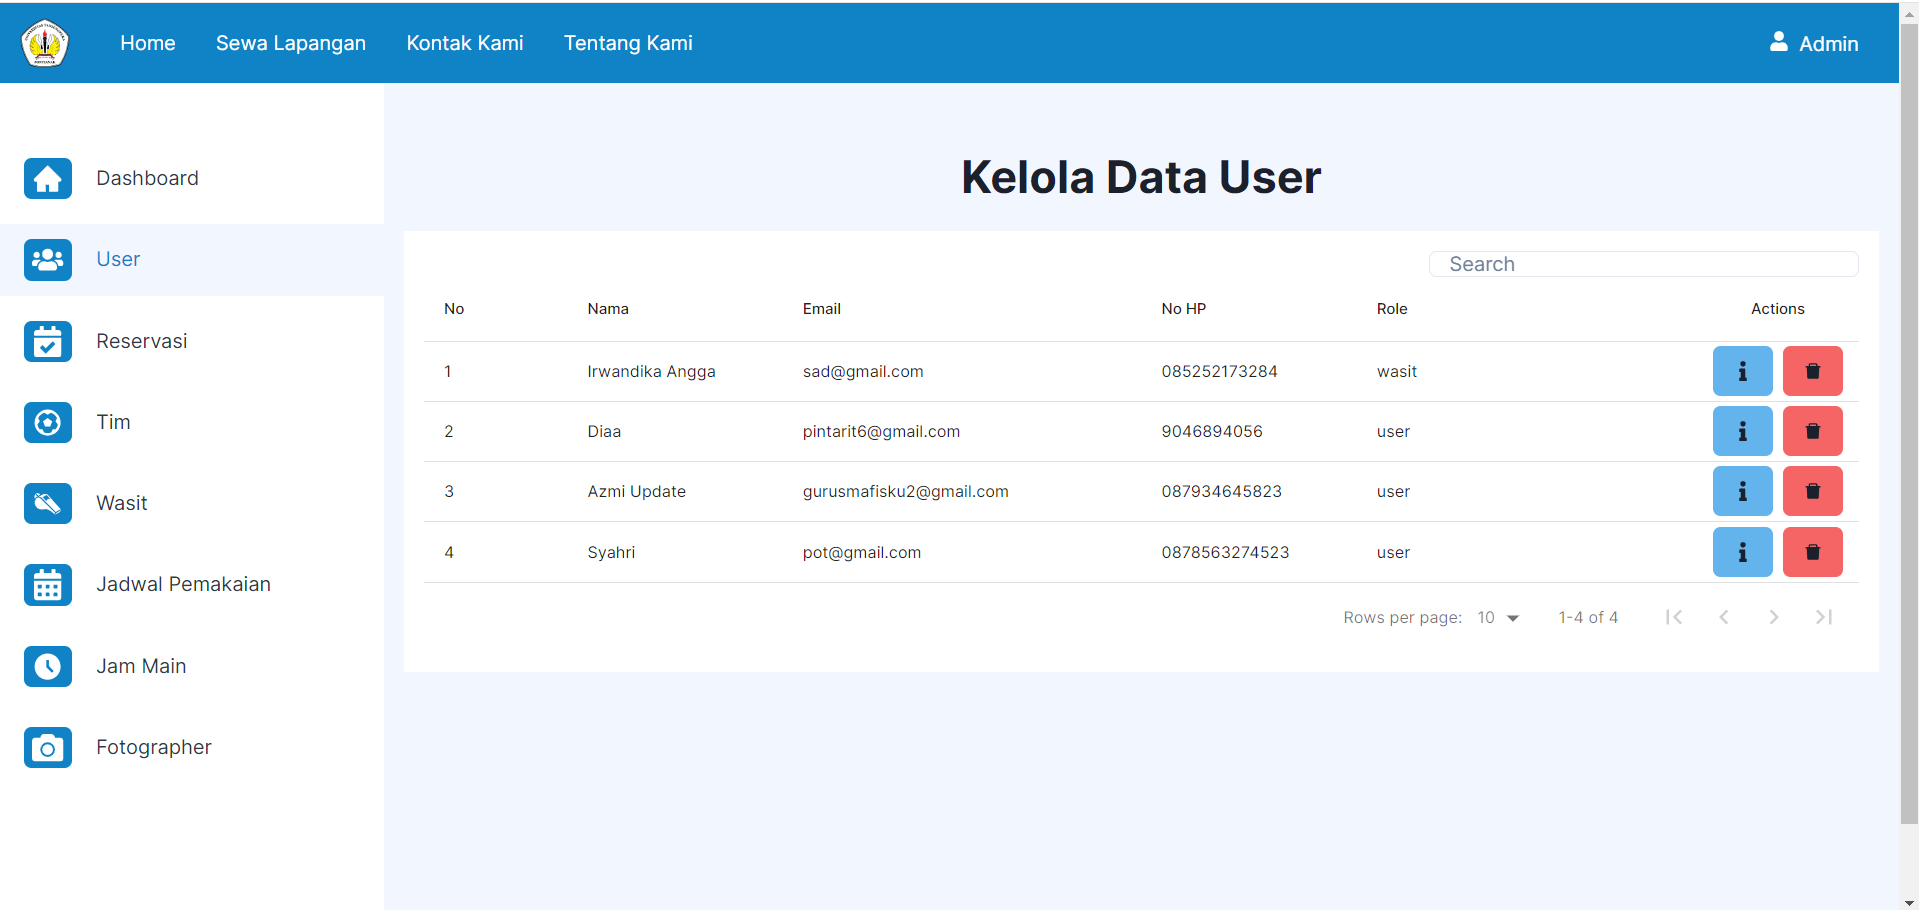 Home Sewa Lapangan Kontak Kami Tentang Kami Admin
Dashboard
User
Reservasi
Tim
Wasit
Jadwal Pemakaian
Jam Main
Fotographer
Kelola Data User
Search
No Nama Email No HP Role Actions
1 Irwandika Angga sad@gmail.com 085252173284 wasit
2 Diaa pintarit6@gmail.com 9046894056 user
3 Azmi Update gurusmafisku2@gmail.com 087934645823 user
4 Syahri pot@gmail.com 0878563274523 user
Rows per page: 10 1-4 of 4